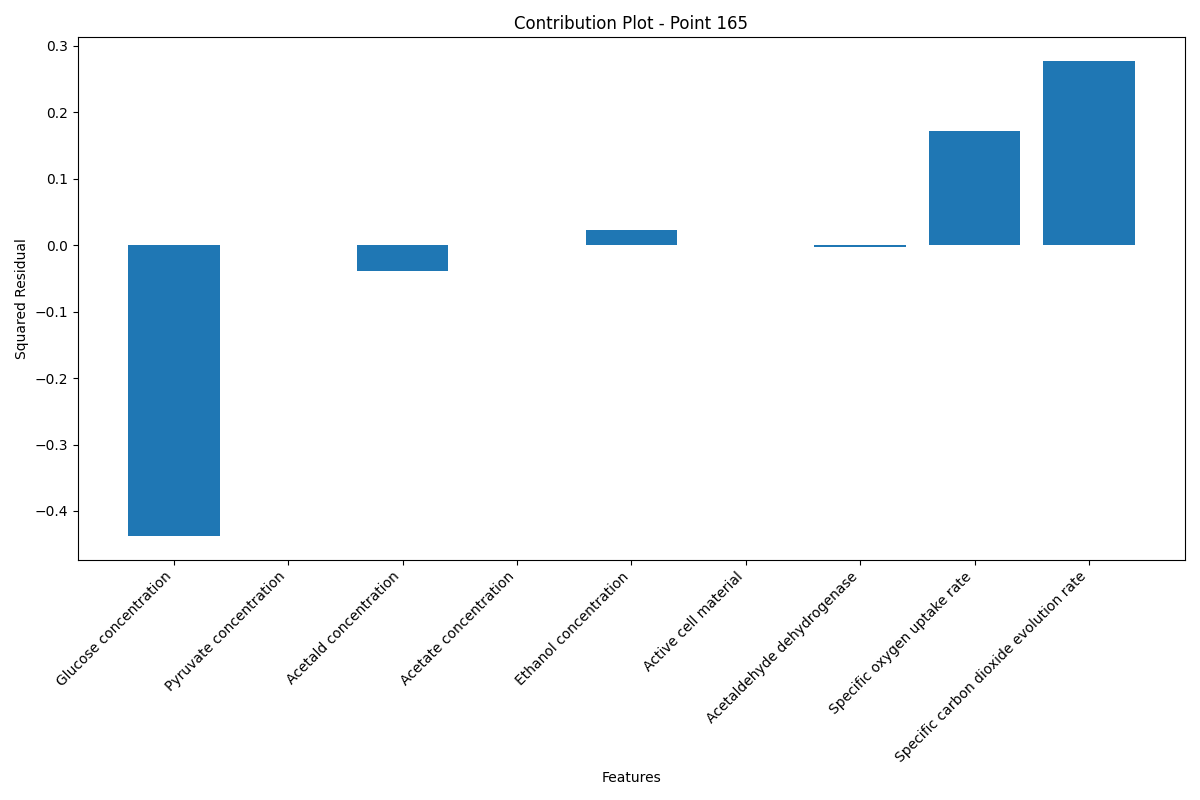 Contribution Plot - Point 165
Squared Residual
0.3
0.2
0.1
0.0
−0.1
−0.2
−0.3
−0.4
Glucose concentration
Pyruvate concentration
Acetald concentration
Acetate concentration
Ethanol concentration
Active cell material
Acetaldehyde dehydrogenase
Specific oxygen uptake rate
Specific carbon dioxide evolution rate
Features